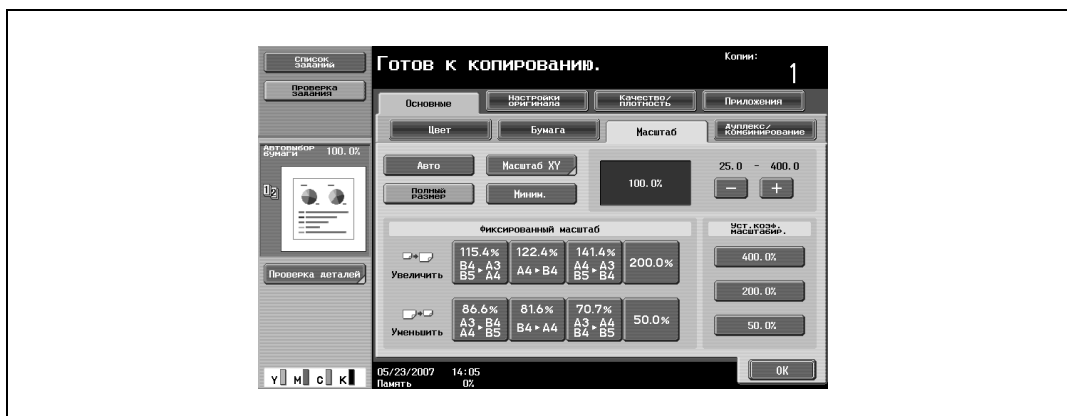 Список
заданий
Проверка
задания
Готов к копированию.
Копии:
1
Основные
Настройки
оригинала
Качество/
плотность
Приложения
Цвет
Бумага
Масштаб
Дуплекс/
комбинирование
Автовыбор
бумаги
100.0%
1 2
Авто
Масштаб XY
Полный
размер
Миним.
100.0%
25.0 - 400.0
- +
Фиксированный масштаб
Увеличить
115.4%
B4▸A3
B5▸A4
122.4%
A4▸B4
141.4%
A4▸A3
B5▸B4
200.0%
Уменьшить
86.6%
A3▸B4
A4▸B5
81.6%
B4▸A4
70.7%
A3▸A4
B4▸B5
50.0%
Уст.коэф.
масштабир.
400.0%
200.0%
50.0%
Проверка деталей
Y M C K
05/23/2007 14:05
Память 0%
OK